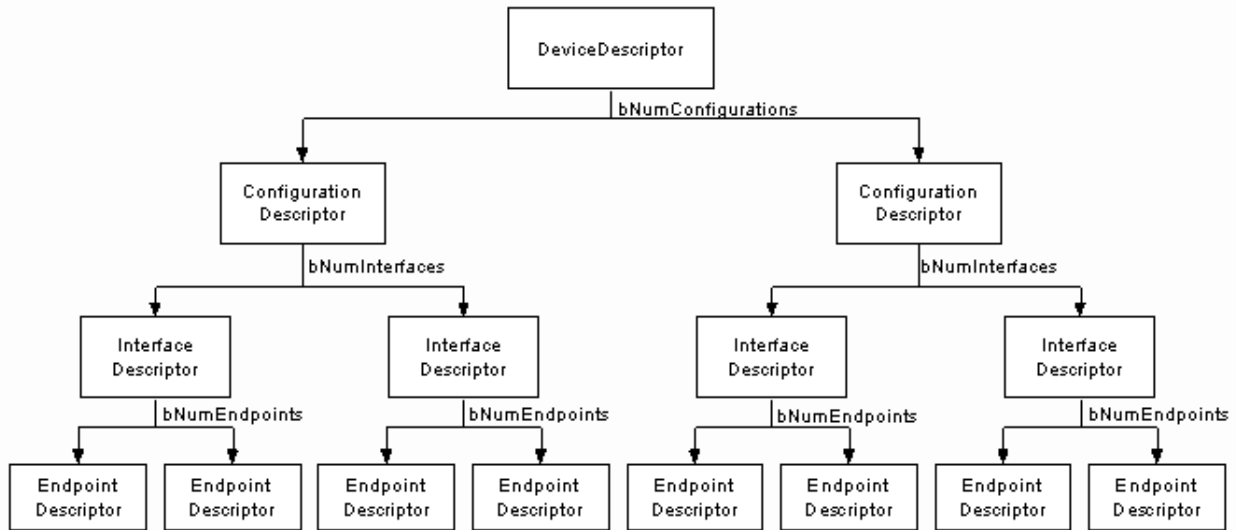 DeviceDescriptor
bNumConfigurations
Configuration
Descriptor
Configuration
Descriptor
bNumInterfaces
bNumInterfaces
Interface
Descriptor
Interface
Descriptor
Interface
Descriptor
Interface
Descriptor
bNumEndpoints
bNumEndpoints
bNumEndpoints
bNumEndpoints
Endpoint
Descriptor
Endpoint
Descriptor
Endpoint
Descriptor
Endpoint
Descriptor
Endpoint
Descriptor
Endpoint
Descriptor
Endpoint
Descriptor
Endpoint
Descriptor